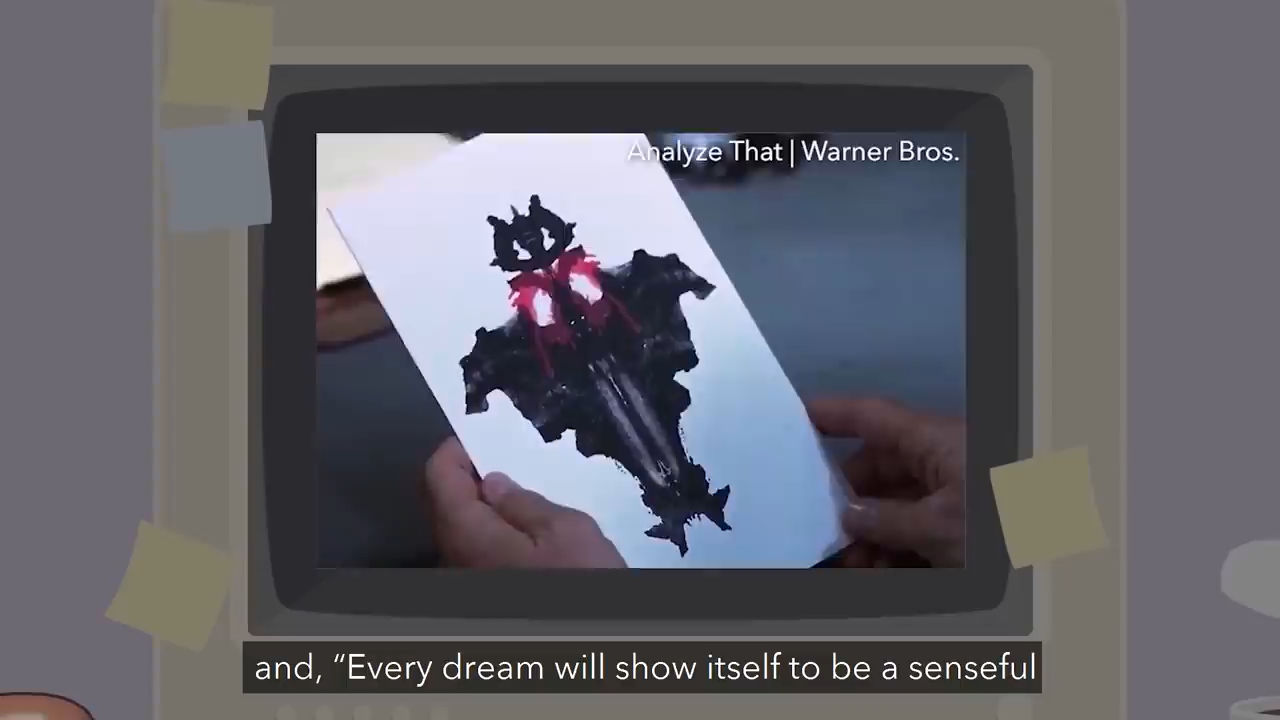 Analyze That | Warner Bros.
and, “Every dream will show itself to be a senseful